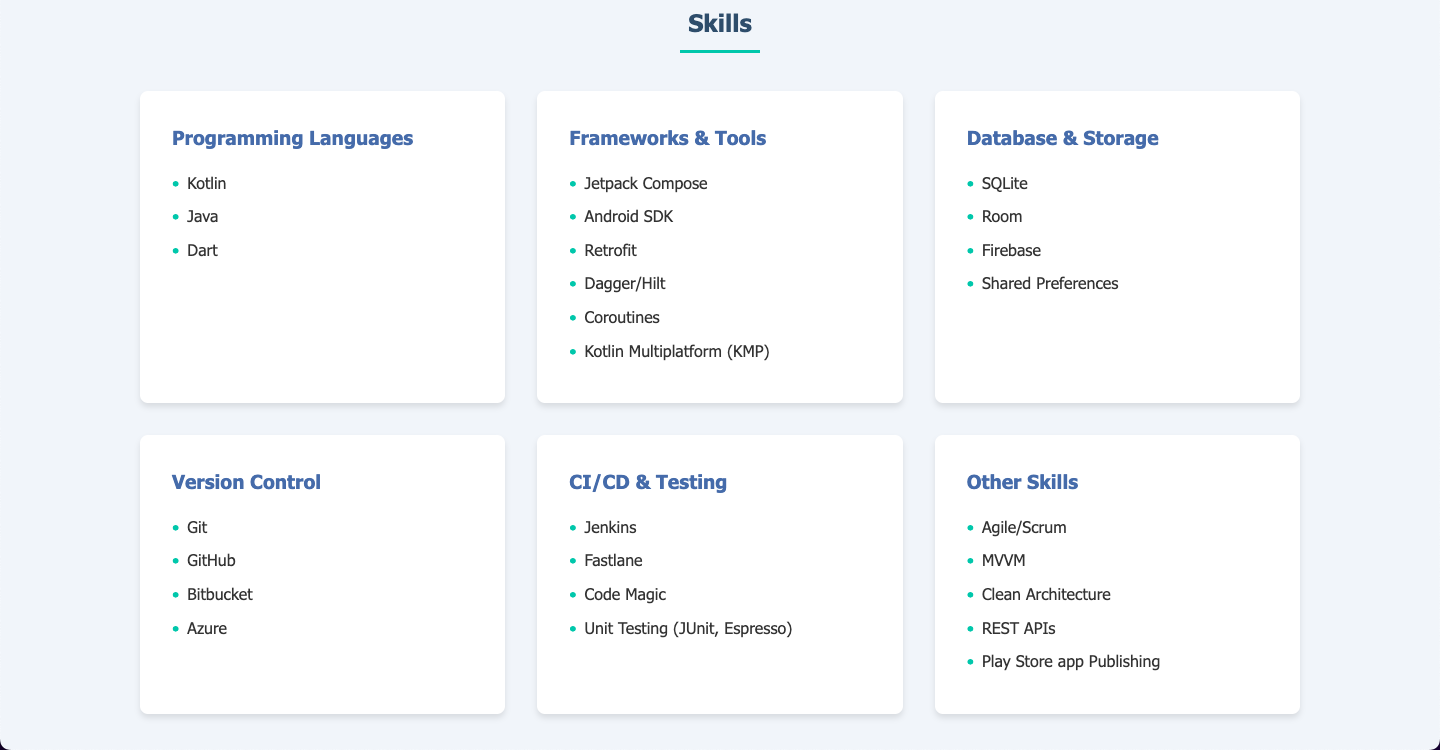 Skills
Programming Languages
• Kotlin
• Java
• Dart
Frameworks & Tools
• Jetpack Compose
• Android SDK
• Retrofit
• Dagger/Hilt
• Coroutines
• Kotlin Multiplatform (KMP)
Database & Storage
• SQLite
• Room
• Firebase
• Shared Preferences
Version Control
• Git
• GitHub
• Bitbucket
• Azure
CI/CD & Testing
• Jenkins
• Fastlane
• Code Magic
• Unit Testing (JUnit, Espresso)
Other Skills
• Agile/Scrum
• MVVM
• Clean Architecture
• REST APIs
• Play Store app Publishing